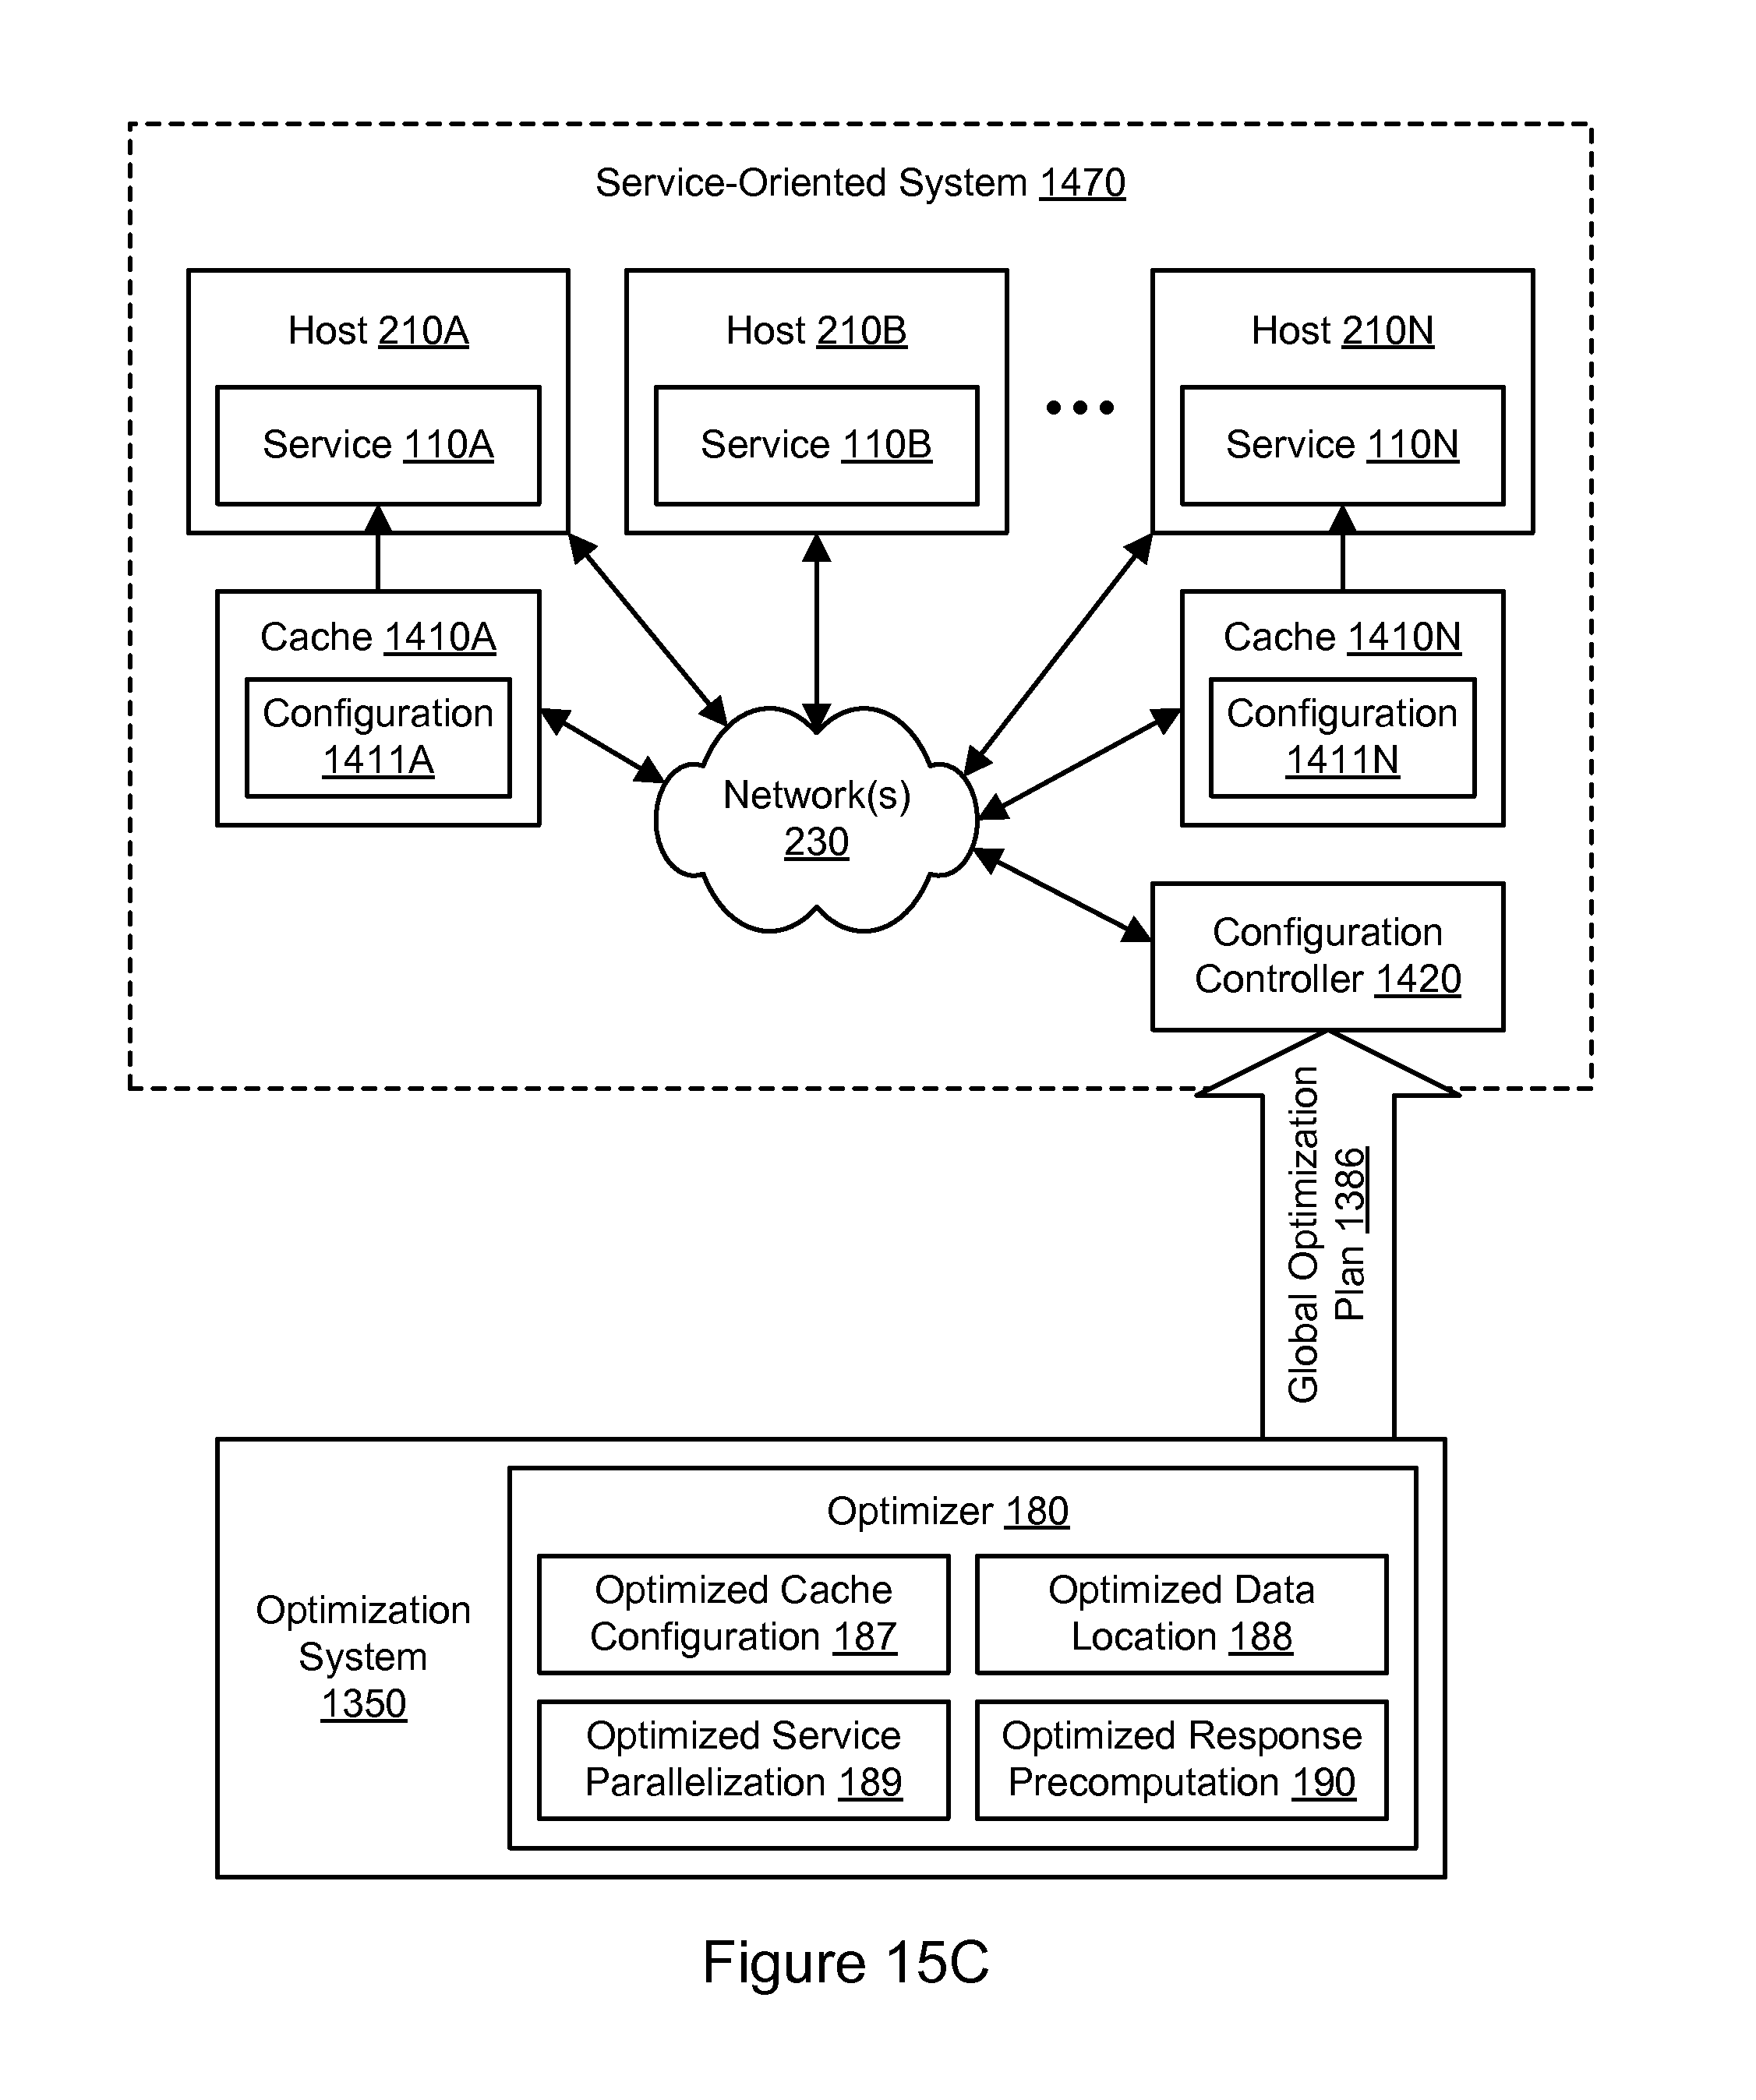 Service-Oriented System 1470
Host 210A
Service 110A
Host 210B
Service 110B
Host 210N
Service 110N
Cache 1410A
Configuration
1411A
Network(s)
230
Cache 1410N
Configuration
1411N
Configuration
Controller 1420
Global Optimization
Plan 1386
Optimization
System
1350
Optimizer 180
Optimized Cache
Configuration 187
Optimized Data
Location 188
Optimized Service
Parallelization 189
Optimized Response
Precomputation 190
Figure 15C